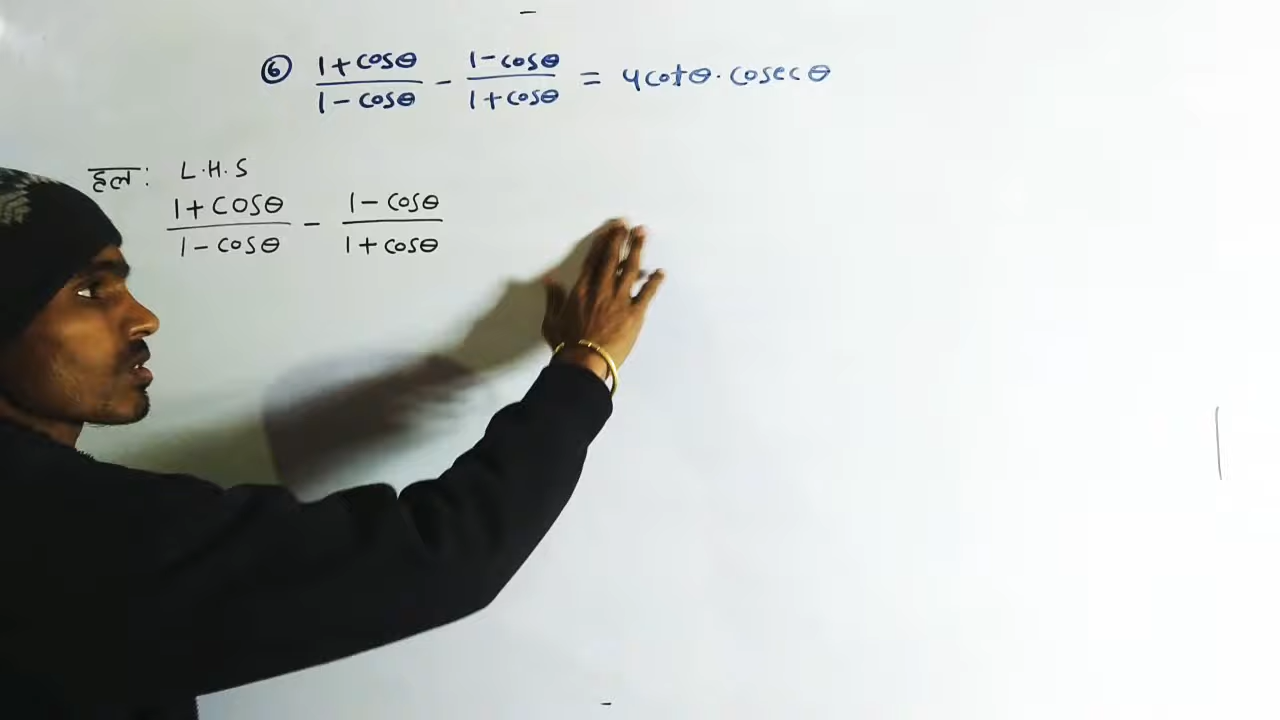 ⑥ (1+cosθ)/(1-cosθ) - (1-cosθ)/(1+cosθ) = 4cotθ·cosecθ
हल: L.H.S
(1+cosθ)/(1-cosθ) - (1-cosθ)/(1+cosθ)